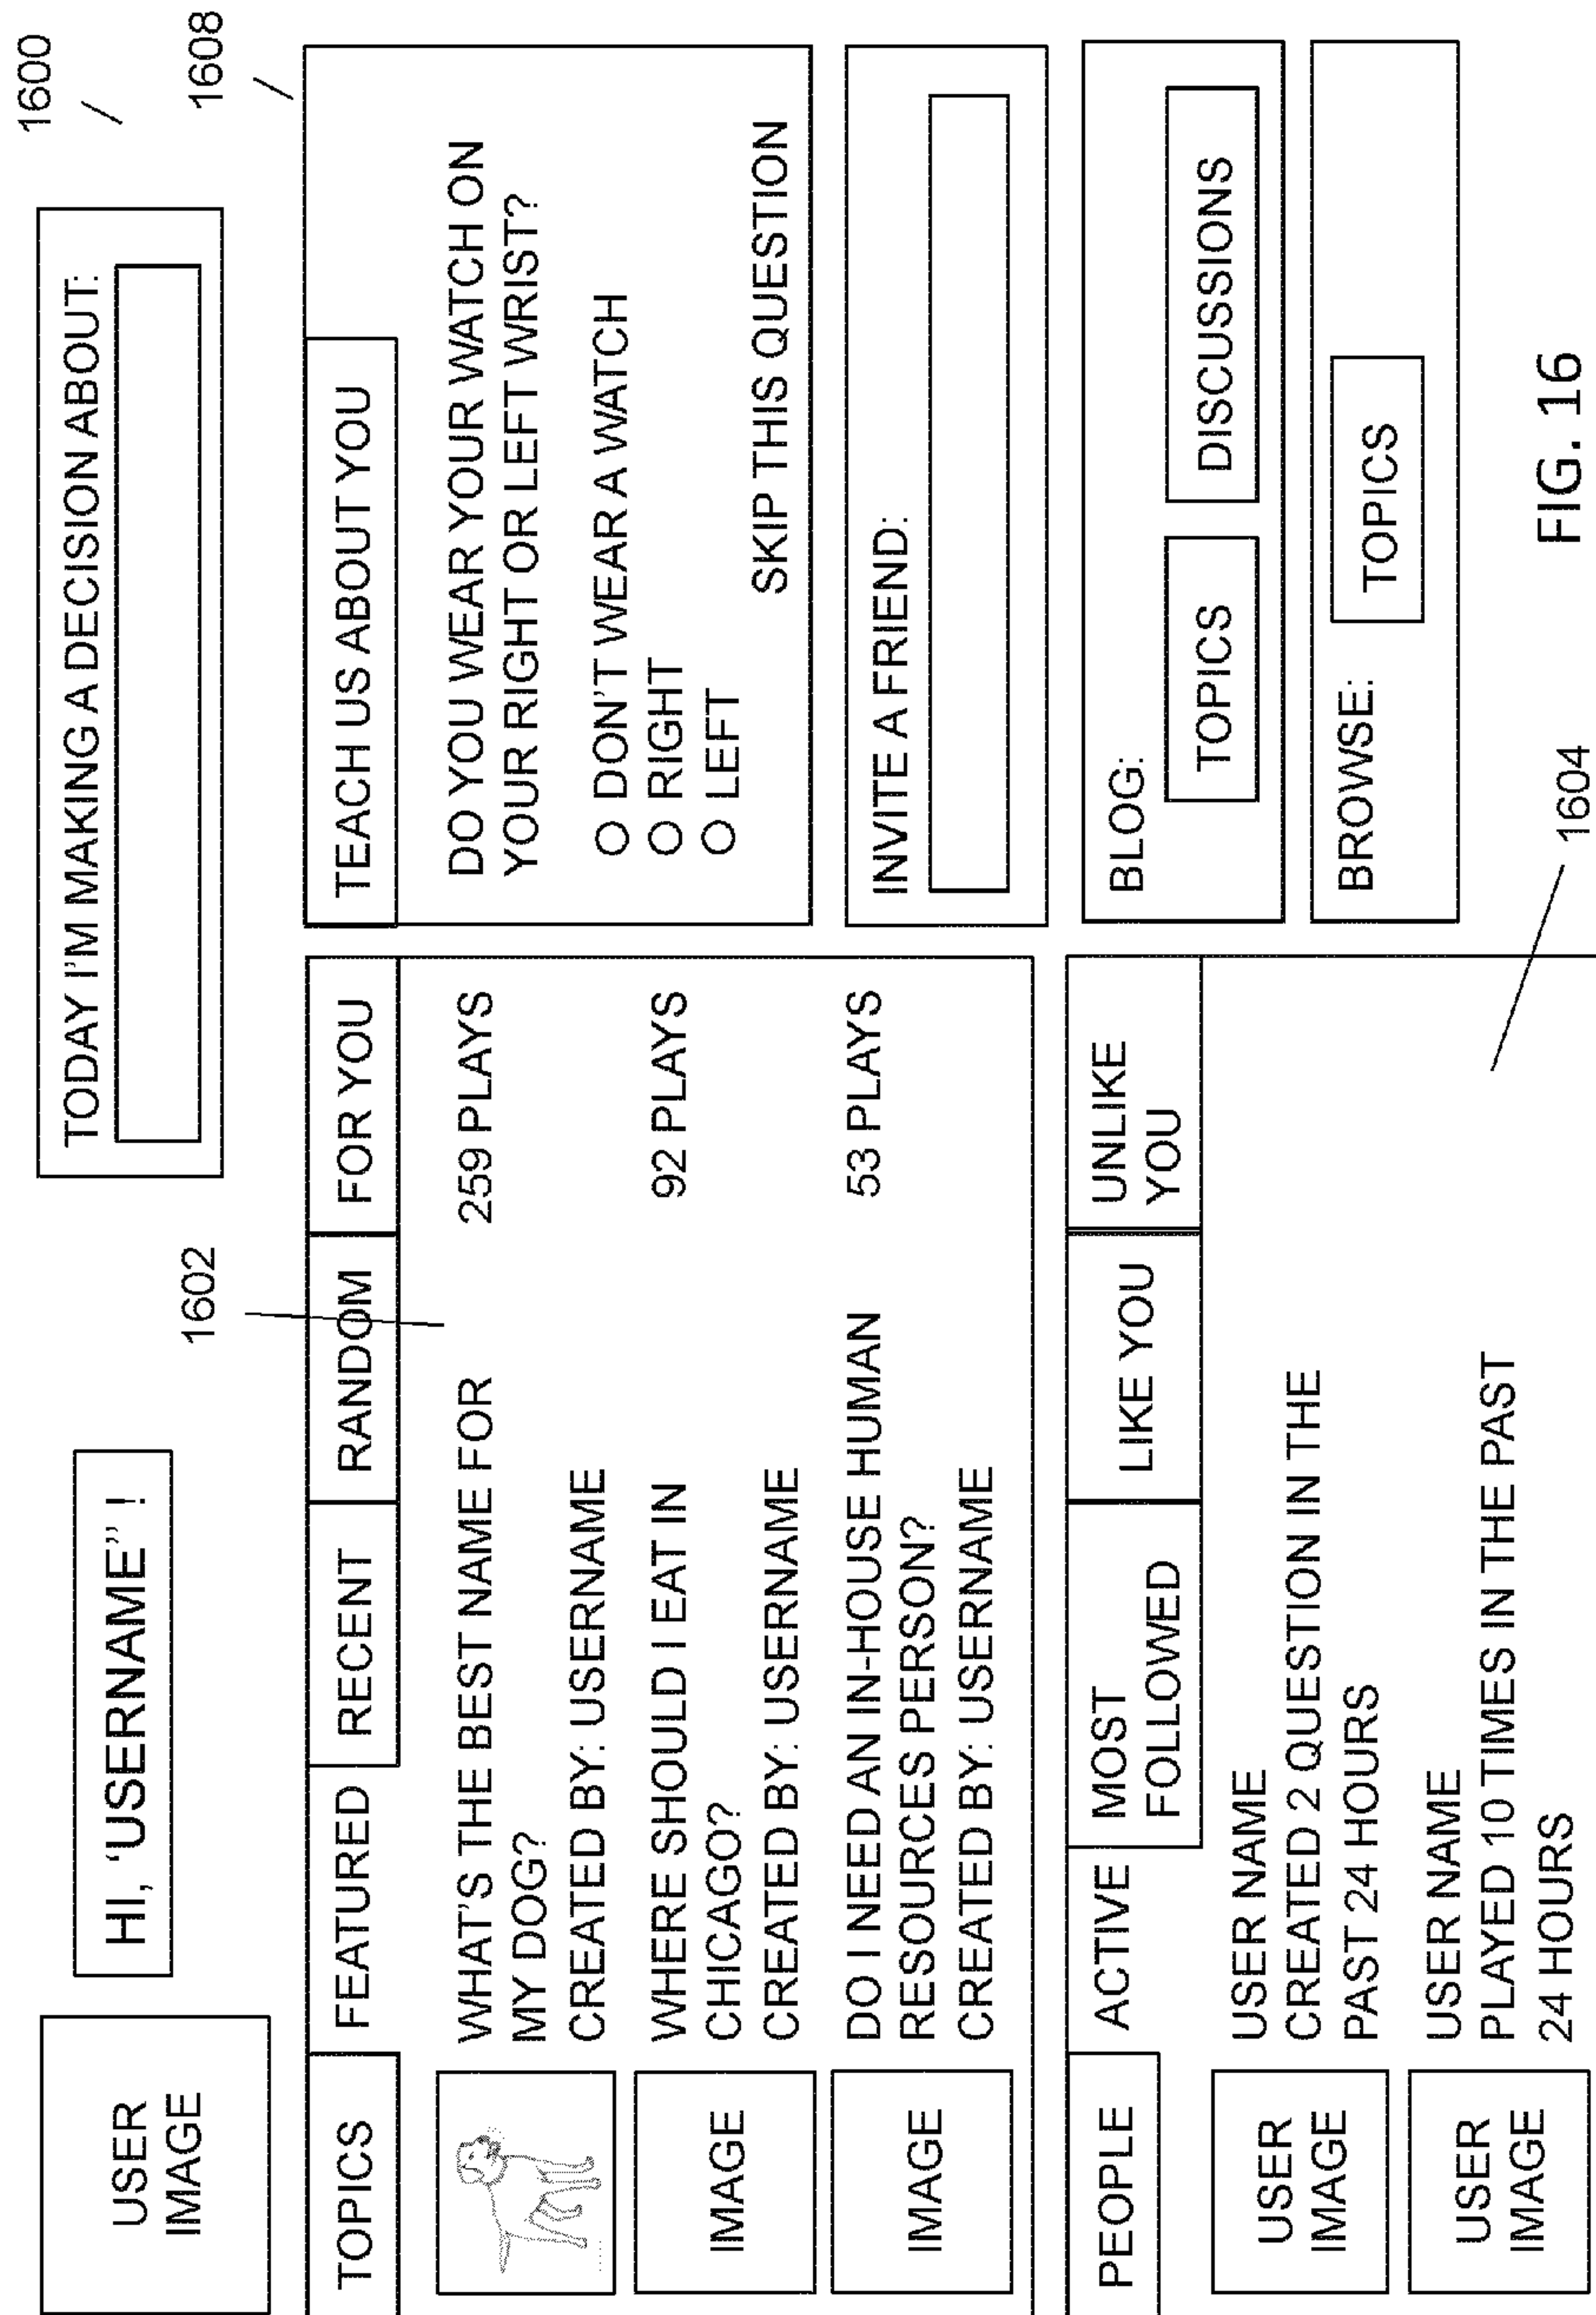 1600
USER
IMAGE
HI, ‘USERNAME” !
TODAY I’M MAKING A DECISION ABOUT:
1602
1608
TOPICS
FEATURED
RECENT
RANDOM
FOR YOU
WHAT’S THE BEST NAME FOR
MY DOG?
CREATED BY: USERNAME
259 PLAYS
IMAGE
WHERE SHOULD I EAT IN
CHICAGO?
CREATED BY: USERNAME
92 PLAYS
IMAGE
DO I NEED AN IN-HOUSE HUMAN
RESOURCES PERSON?
CREATED BY: USERNAME
53 PLAYS
TEACH US ABOUT YOU
DO YOU WEAR YOUR WATCH ON
YOUR RIGHT OR LEFT WRIST?
DON’T WEAR A WATCH
RIGHT
LEFT
SKIP THIS QUESTION
INVITE A FRIEND:
PEOPLE
ACTIVE
MOST
FOLLOWED
LIKE YOU
UNLIKE
YOU
USER
IMAGE
USER NAME
CREATED 2 QUESTION IN THE
PAST 24 HOURS
USER
IMAGE
USER NAME
PLAYED 10 TIMES IN THE PAST
24 HOURS
BLOG:
TOPICS
DISCUSSIONS
BROWSE:
TOPICS
1604
FIG. 16